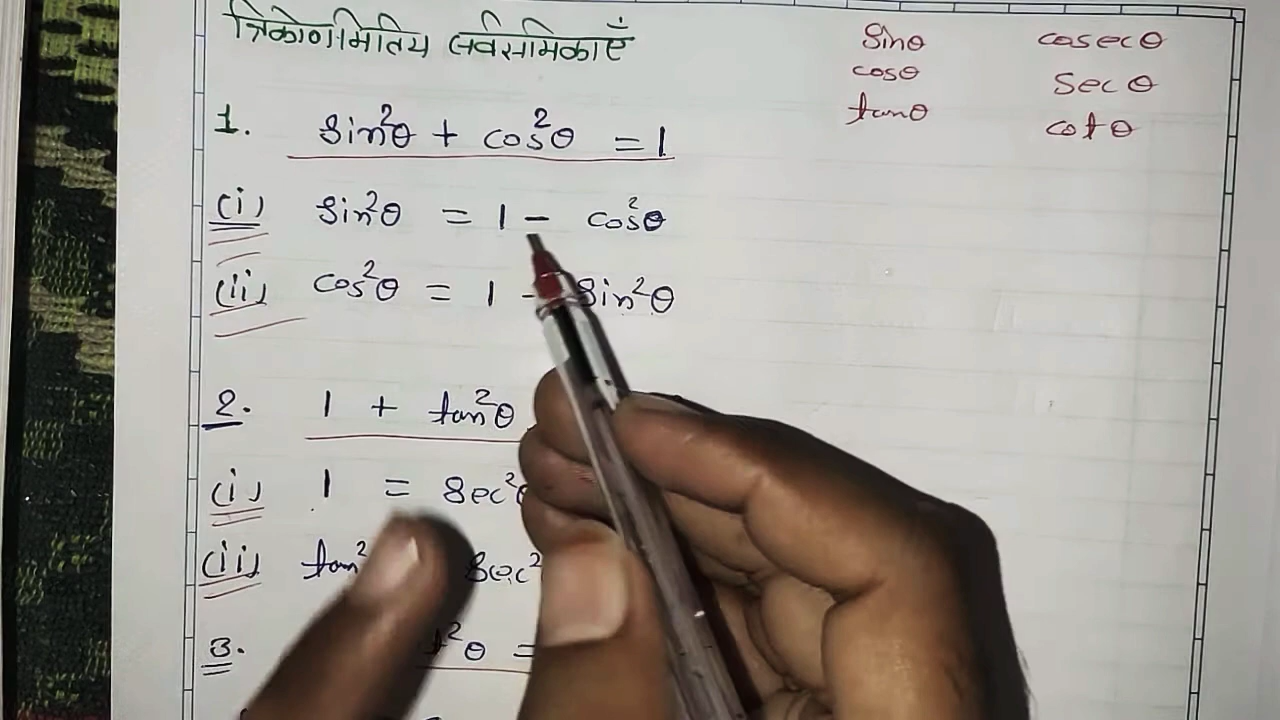 त्रिकोणमितिय सर्वसमिकाएँ
sinθ cosecθ
cosθ secθ
tanθ cotθ
1. sin²θ + cos²θ = 1
(i) sin²θ = 1 - cos²θ
(ii) cos²θ = 1 - sin²θ
2. 1 + tan²θ
(i) 1 = sec²θ
(ii) tan² sec²
3. ²θ =